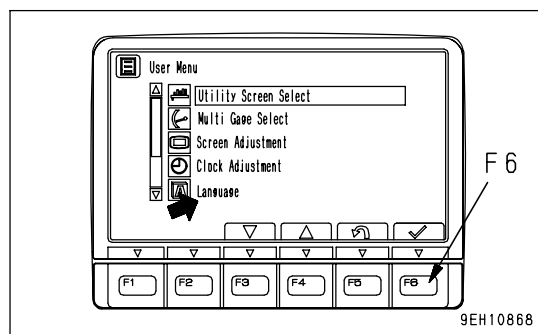 User Menu
Utility Screen Select
Multi Gage Select
Screen Adjustment
Clock Adjustment
Language
F6
F1 F2 F3 F4 F5 F6
9EH10868